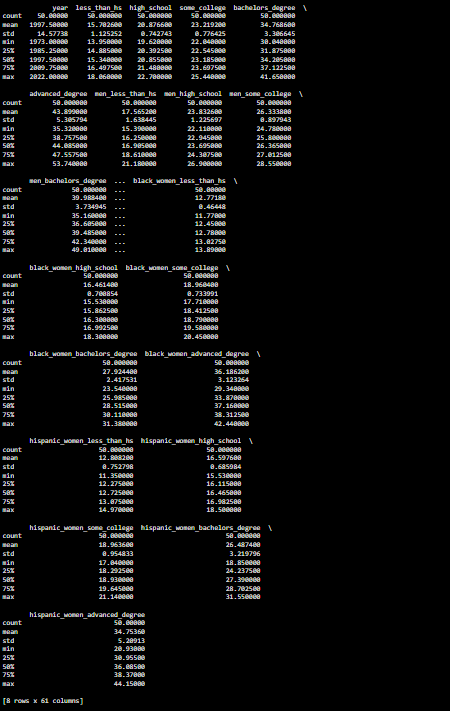 year less_than_hs high_school some_college bachelors_degree \
count 50.00000 50.000000 50.000000 50.000000 50.000000
mean 1997.50000 15.702600 20.876600 23.219200 34.768600
std 14.57738 1.125252 0.742743 0.776425 3.306645
min 1973.00000 13.950000 19.620000 22.040000 30.040000
25% 1985.25000 14.885000 20.392500 22.545000 31.875000
50% 1997.50000 15.340000 20.855000 23.185000 34.205000
75% 2009.75000 16.497500 21.480000 23.697500 37.122500
max 2022.00000 18.060000 22.700000 25.440000 41.650000
advanced_degree men_less_than_hs men_high_school men_some_college \
count 50.000000 50.000000 50.000000 50.000000
mean 43.899000 17.565200 23.832600 26.333800
std 5.305794 1.638445 1.225697 0.897943
min 35.320000 15.390000 22.110000 24.780000
25% 38.757500 16.250000 22.945000 25.800000
50% 44.085000 16.905000 23.695000 26.365000
75% 47.557500 18.610000 24.307500 27.012500
max 53.740000 21.180000 26.900000 28.550000
men_bachelors_degree ... black_women_less_than_hs \
count 50.000000 ... 50.00000
mean 39.988400 ... 12.77180
std 3.734945 ... 0.46448
min 35.160000 ... 11.77000
25% 36.605000 ... 12.45000
50% 39.485000 ... 12.78000
75% 42.340000 ... 13.02750
max 49.010000 ... 13.89000
black_women_high_school black_women_some_college \
count 50.000000 50.000000
mean 16.461400 18.960400
std 0.700854 0.733991
min 15.530000 17.710000
25% 15.862500 18.412500
50% 16.300000 18.790000
75% 16.992500 19.580000
max 18.300000 20.450000
black_women_bachelors_degree black_women_advanced_degree \
count 50.000000 50.000000
mean 27.924400 36.186200
std 2.417531 3.123264
min 23.540000 29.340000
25% 25.985000 33.870000
50% 28.515000 37.160000
75% 30.110000 38.312500
max 31.380000 42.440000
hispanic_women_less_than_hs hispanic_women_high_school \
count 50.000000 50.000000
mean 12.808200 16.597600
std 0.752798 0.685984
min 11.350000 15.530000
25% 12.275000 16.115000
50% 12.725000 16.465000
75% 13.075000 16.982500
max 14.970000 18.500000
hispanic_women_some_college hispanic_women_bachelors_degree \
count 50.000000 50.000000
mean 18.963600 26.487400
std 0.954833 3.219796
min 17.040000 18.850000
25% 18.292500 24.237500
50% 18.930000 27.390000
75% 19.645000 28.702500
max 21.140000 31.550000
hispanic_women_advanced_degree
count 50.00000
mean 34.75360
std 5.20913
min 20.93000
25% 30.95500
50% 36.08500
75% 38.37000
max 44.15000
[8 rows x 61 columns]